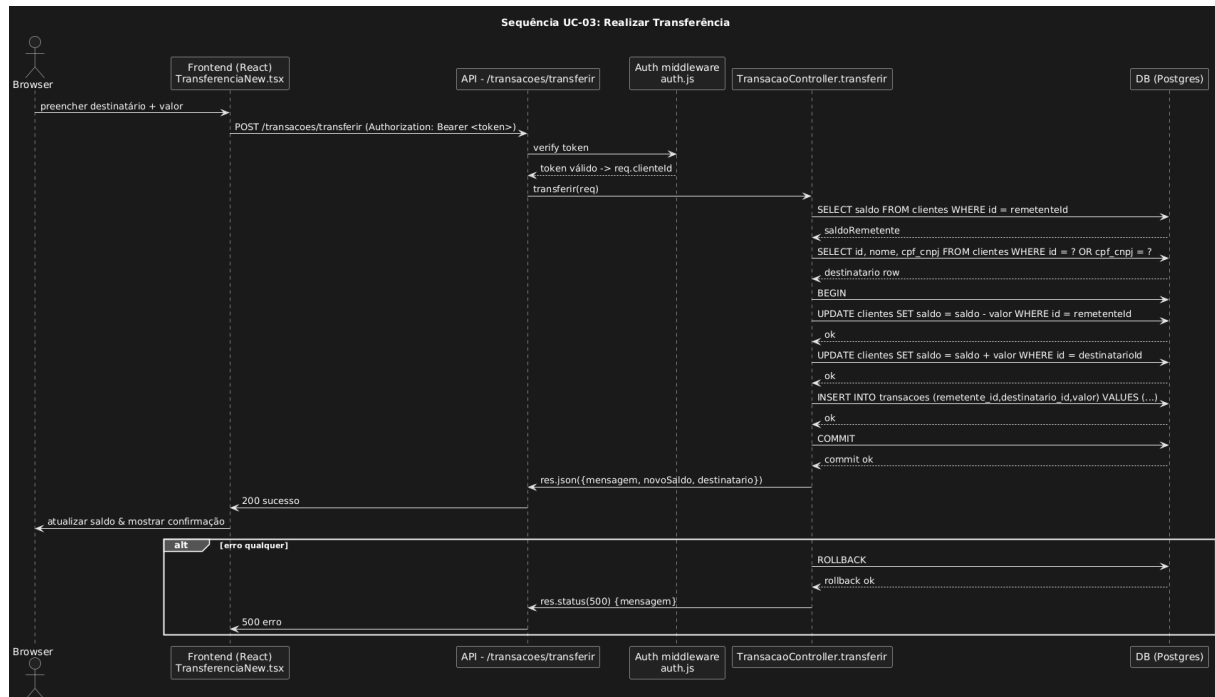 Sequência UC-03: Realizar Transferência
Browser
Frontend (React)
TransferenciaNew.tsx
API - /transacoes/transferir
Auth middleware
auth.js
TransacaoController.transferir
DB (Postgres)
preencher destinatário + valor
POST /transacoes/transferir (Authorization: Bearer <token>)
verify token
token válido -> req.clienteId
transferir(req)
SELECT saldo FROM clientes WHERE id = remetenteId
saldoRemetente
SELECT id, nome, cpf_cnpj FROM clientes WHERE id = ? OR cpf_cnpj = ?
destinatario row
BEGIN
UPDATE clientes SET saldo = saldo - valor WHERE id = remetenteId
ok
UPDATE clientes SET saldo = saldo + valor WHERE id = destinatarioId
ok
INSERT INTO transacoes (remetente_id,destinatario_id,valor) VALUES (...)
ok
COMMIT
commit ok
res.json({mensagem, novoSaldo, destinatario})
200 sucesso
atualizar saldo & mostrar confirmação
alt [erro qualquer]
ROLLBACK
rollback ok
res.status(500) {mensagem}
500 erro
Browser
Frontend (React)
TransferenciaNew.tsx
API - /transacoes/transferir
Auth middleware
auth.js
TransacaoController.transferir
DB (Postgres)